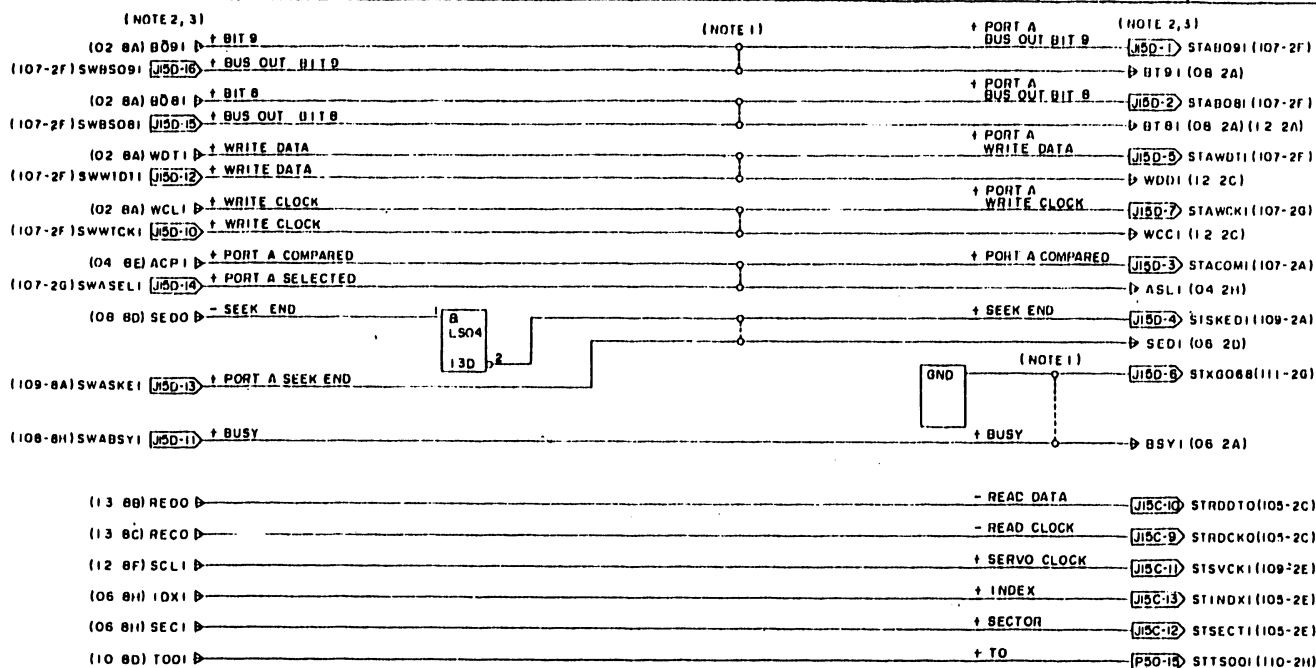 (NOTE 2, 3) (NOTE 1) (NOTE 2,3)
(02 8A) B091 + BIT 9 + PORT A BUS OUT BIT 9 J15D-1 STAB091 (107-2F)
(107-2F) SWBS091 J15D-16 + BUS OUT BIT 9 BT91 (08 2A)
(02 8A) B081 + BIT 8 + PORT A BUS OUT BIT 8 J15D-2 STAB081 (107-2F)
(107-2F) SWBS081 J15D-15 + BUS OUT BIT 8 BT81 (08 2A) (12 2A)
(02 8A) WDT1 + WRITE DATA + PORT A WRITE DATA J15D-5 STAWDT1 (107-2F)
(107-2F) SWWTDT1 J15D-12 + WRITE DATA WDD1 (12 2C)
(02 8A) WCL1 + WRITE CLOCK + PORT A WRITE CLOCK J15D-7 STAWCK1 (107-2G)
(107-2F) SWWTCK1 J15D-10 + WRITE CLOCK WCC1 (12 2C)
(04 8E) ACP1 + PORT A COMPARED + PORT A COMPARED J15D-3 STACOM1 (107-2A)
(107-2G) SWASEL1 J15D-14 + PORT A SELECTED ASL1 (04 2H)
(08 8D) SED0 - SEEK END 1 8 LS04 13D 2 + SEEK END J15D-4 SISKED1 (109-2A)
SED1 (06 2D)
(109-8A) SWASKE1 J15D-13 + PORT A SEEK END GND (NOTE 1) J15D-6 STXG068 (111-2G)
(108-8H) SWABSY1 J15D-11 + BUSY + BUSY BSY1 (06 2A)
(13 8B) RED0 - READ DATA J15C-10 STRDDT0 (105-2C)
(13 8C) REC0 - READ CLOCK J15C-9 STRDCK0 (105-2C)
(12 8F) SCL1 + SERVO CLOCK J15C-11 STSVCK1 (109-2E)
(06 8H) IDX1 + INDEX J15C-13 STINDX1 (105-2E)
(06 8H) SEC1 + SECTOR J15C-12 STSECT1 (105-2E)
(10 8D) T001 + T0 P50-15 STTS001 (110-2H)